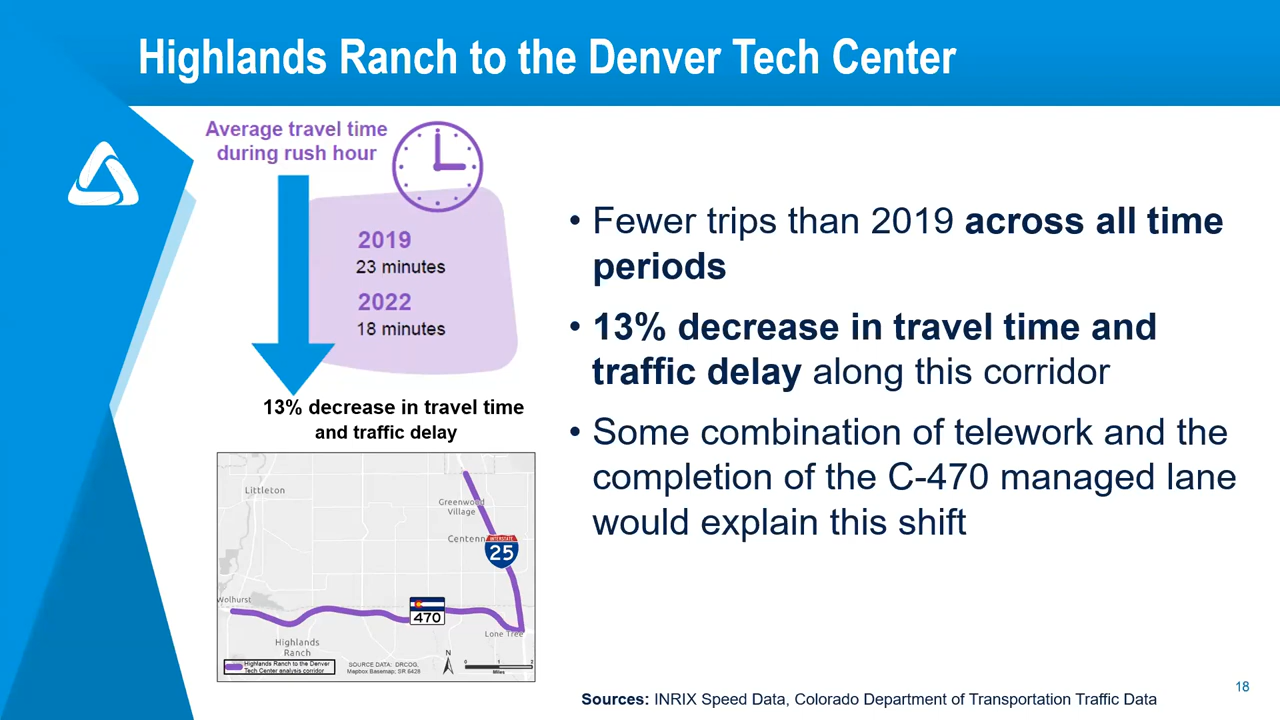 Highlands Ranch to the Denver Tech Center
Average travel time
during rush hour
2019
23 minutes
2022
18 minutes
13% decrease in travel time
and traffic delay
• Fewer trips than 2019 across all time
periods
• 13% decrease in travel time and
traffic delay along this corridor
• Some combination of telework and the
completion of the C-470 managed lane
would explain this shift
Littleton
Greenwood
Village
Centenn
INTERSTATE
25
Wolhurst
470
Lone Tree
Highlands
Ranch
Highlands Ranch to the Denver
Tech Center analysis corridor
SOURCE DATA: DRCOG,
Mapbox Basemap; SR 6428
N
0 1 2
Miles
Sources: INRIX Speed Data, Colorado Department of Transportation Traffic Data
18